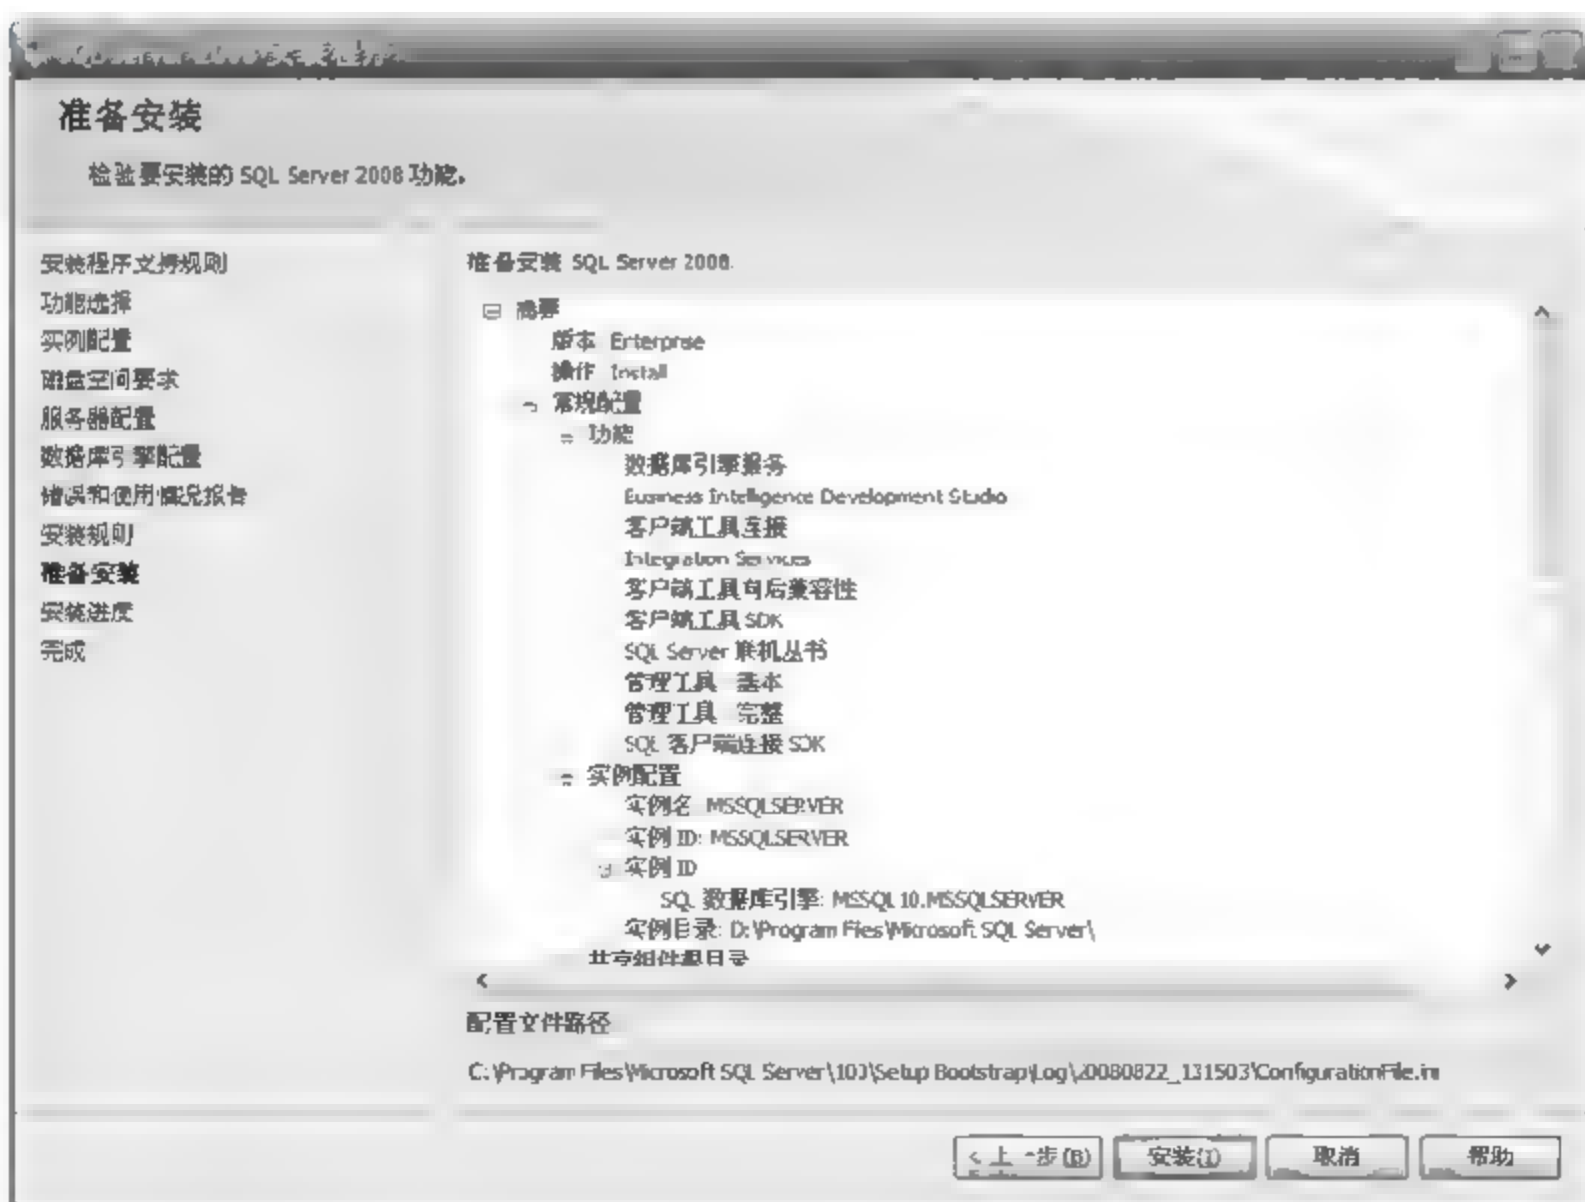 准备安装
检验要安装的 SQL Server 2008 功能。
安装程序支持规则
功能选择
实例配置
磁盘空间要求
服务器配置
数据库引擎配置
错误和使用情况报告
安装规则
准备安装
安装进度
完成
准备安装 SQL Server 2008:
摘要
版本: Enterprise
操作: Install
常规配置
功能
数据库引擎服务
Business Intelligence Development Studio
客户端工具连接
Integration Services
客户端工具向后兼容性
客户端工具 SDK
SQL Server 联机丛书
管理工具 - 基本
管理工具 - 完整
SQL 客户端连接 SDK
实例配置
实例名: MSSQLSERVER
实例 ID: MSSQLSERVER
实例 ID
SQL 数据库引擎: MSSQL10.MSSQLSERVER
实例目录: D:\Program Files\Microsoft SQL Server\
共享组件根目录
配置文件路径
C:\Program Files\Microsoft SQL Server\100\Setup Bootstrap\Log\20080822_131503\ConfigurationFile.ini
< 上一步(B)
安装(I)
取消
帮助